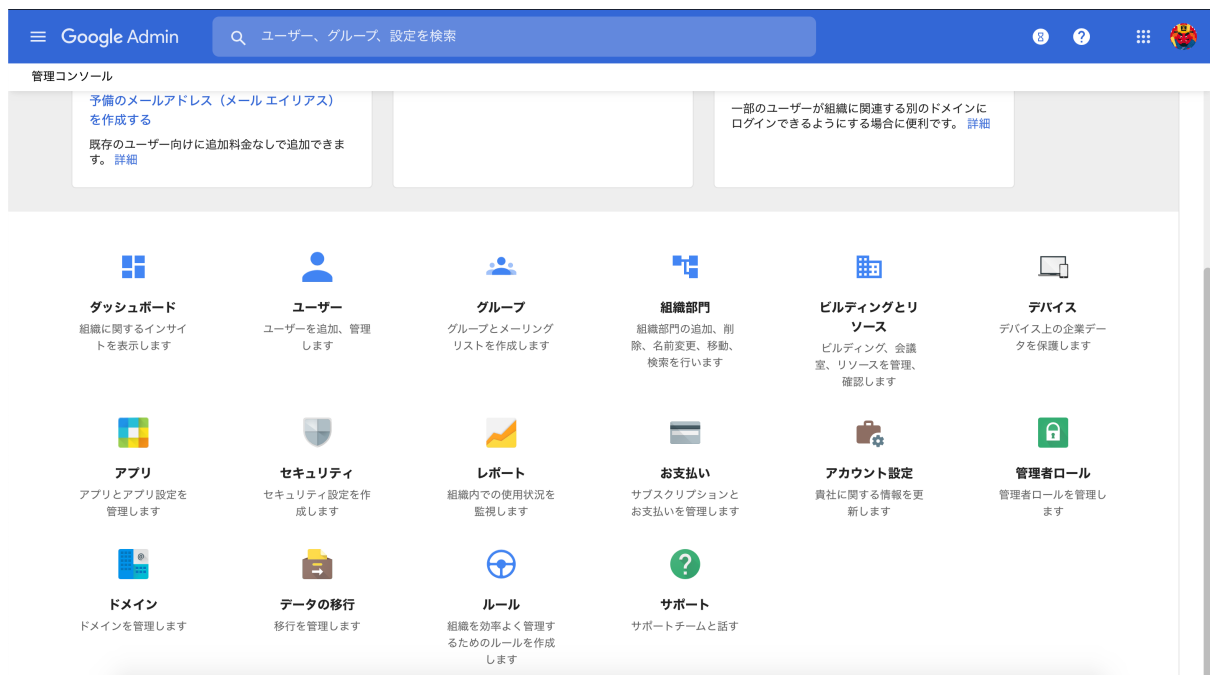 Google Admin
ユーザー、グループ、設定を検索
管理コンソール
予備のメールアドレス（メール エイリアス）
を作成する
既存のユーザー向けに追加料金なしで追加できま
す。 詳細
一部のユーザーが組織に関連する別のドメインに
ログインできるようにする場合に便利です。 詳細
ダッシュボード
組織に関するインサイ
トを表示します
ユーザー
ユーザーを追加、管理
します
グループ
グループとメーリング
リストを作成します
組織部門
組織部門の追加、削
除、名前変更、移動、
検索を行います
ビルディングとリ
ソース
ビルディング、会議
室、リソースを管理、
確認します
デバイス
デバイス上の企業デー
タを保護します
アプリ
アプリとアプリ設定を
管理します
セキュリティ
セキュリティ設定を作
成します
レポート
組織内での使用状況を
監視します
お支払い
サブスクリプションと
お支払いを管理します
アカウント設定
貴社に関する情報を更
新します
管理者ロール
管理者ロールを管理し
ます
ドメイン
ドメインを管理します
データの移行
移行を管理します
ルール
組織を効率よく管理す
るためのルールを作成
します
サポート
サポートチームと話す